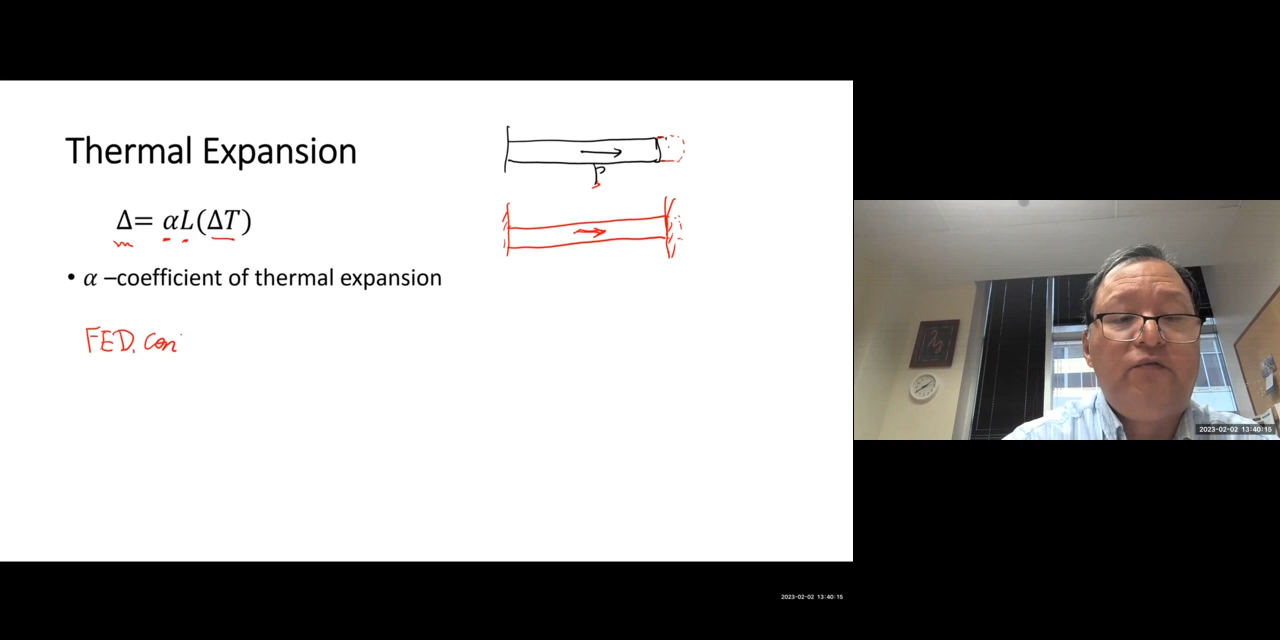 Thermal Expansion
Δ= αL(ΔT)
• α –coefficient of thermal expansion
P
FED. Con
2023-02-02 13:40:15
2023-02-02 13:40:15